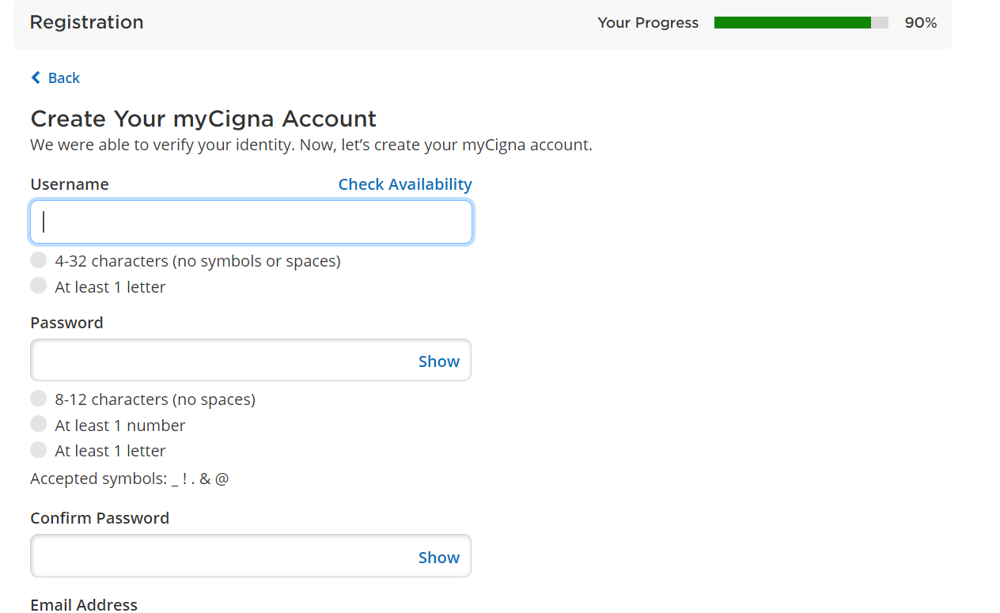 Registration
Your Progress 90%
Back
Create Your myCigna Account
We were able to verify your identity. Now, let’s create your myCigna account.
Username Check Availability
4-32 characters (no symbols or spaces)
At least 1 letter
Password
Show
8-12 characters (no spaces)
At least 1 number
At least 1 letter
Accepted symbols: _ ! . & @
Confirm Password
Show
Email Address